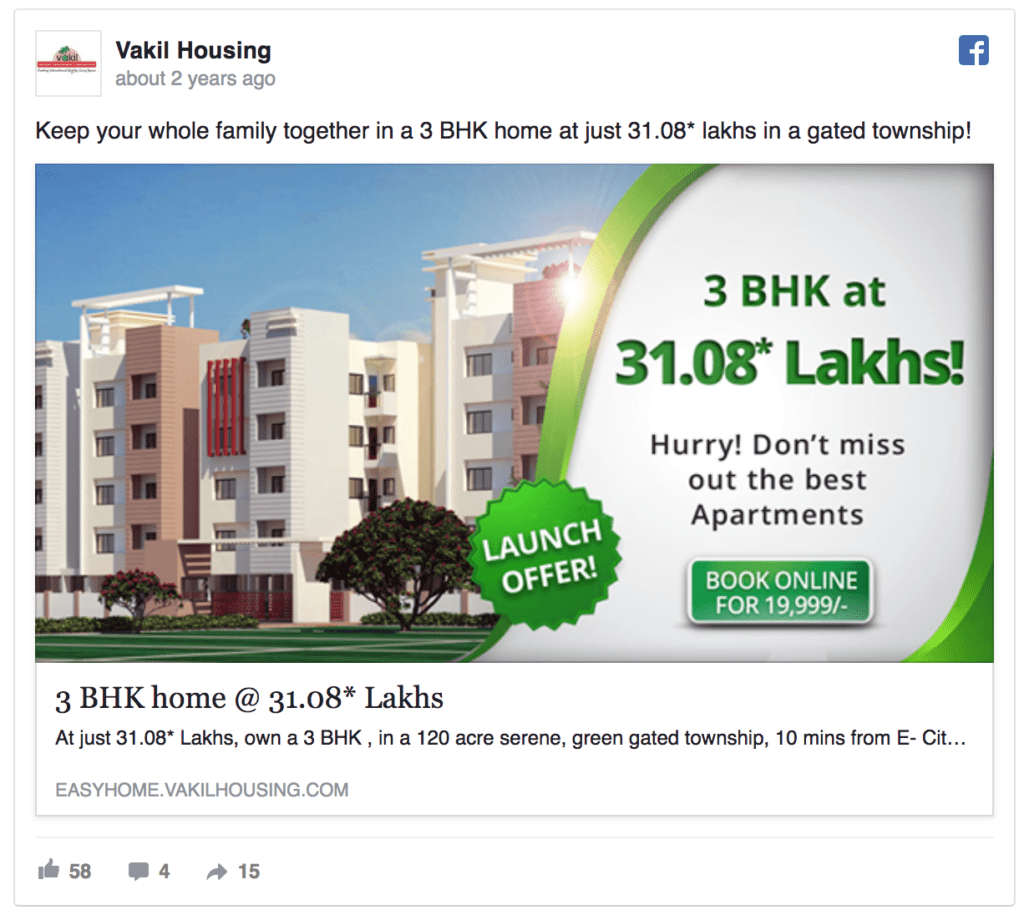 vakil
Vakil Housing
about 2 years ago
Keep your whole family together in a 3 BHK home at just 31.08* lakhs in a gated township!
3 BHK at
31.08* Lakhs!
Hurry! Don't miss
out the best
Apartments
LAUNCH
OFFER!
BOOK ONLINE
FOR 19,999/-
3 BHK home @ 31.08* Lakhs
At just 31.08* Lakhs, own a 3 BHK , in a 120 acre serene, green gated township, 10 mins from E- Cit...
EASYHOME.VAKILHOUSING.COM
58
4
15